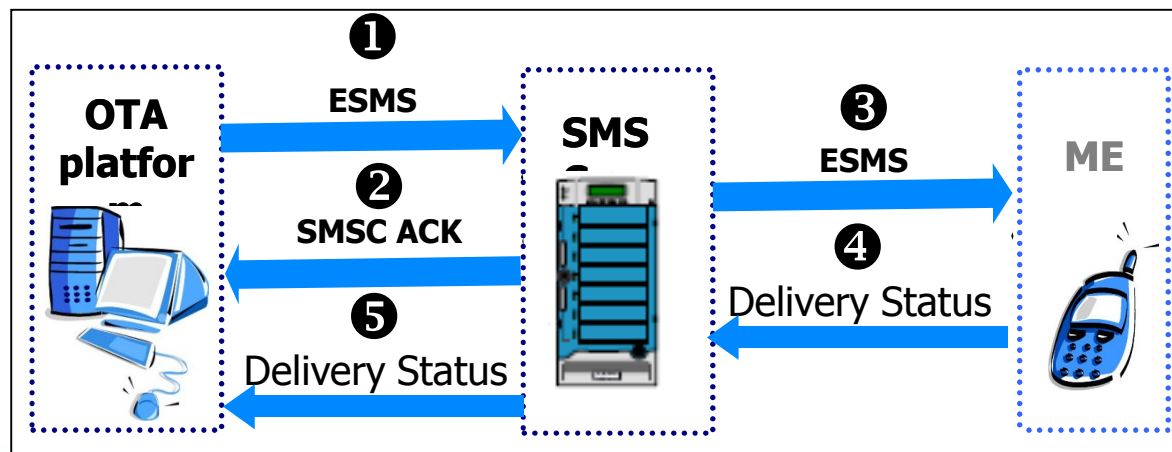 ❶
OTA
platfor
m
ESMS
SMS
❸
ESMS
ME
❷
SMSC ACK
❹
Delivery Status
❺
Delivery Status